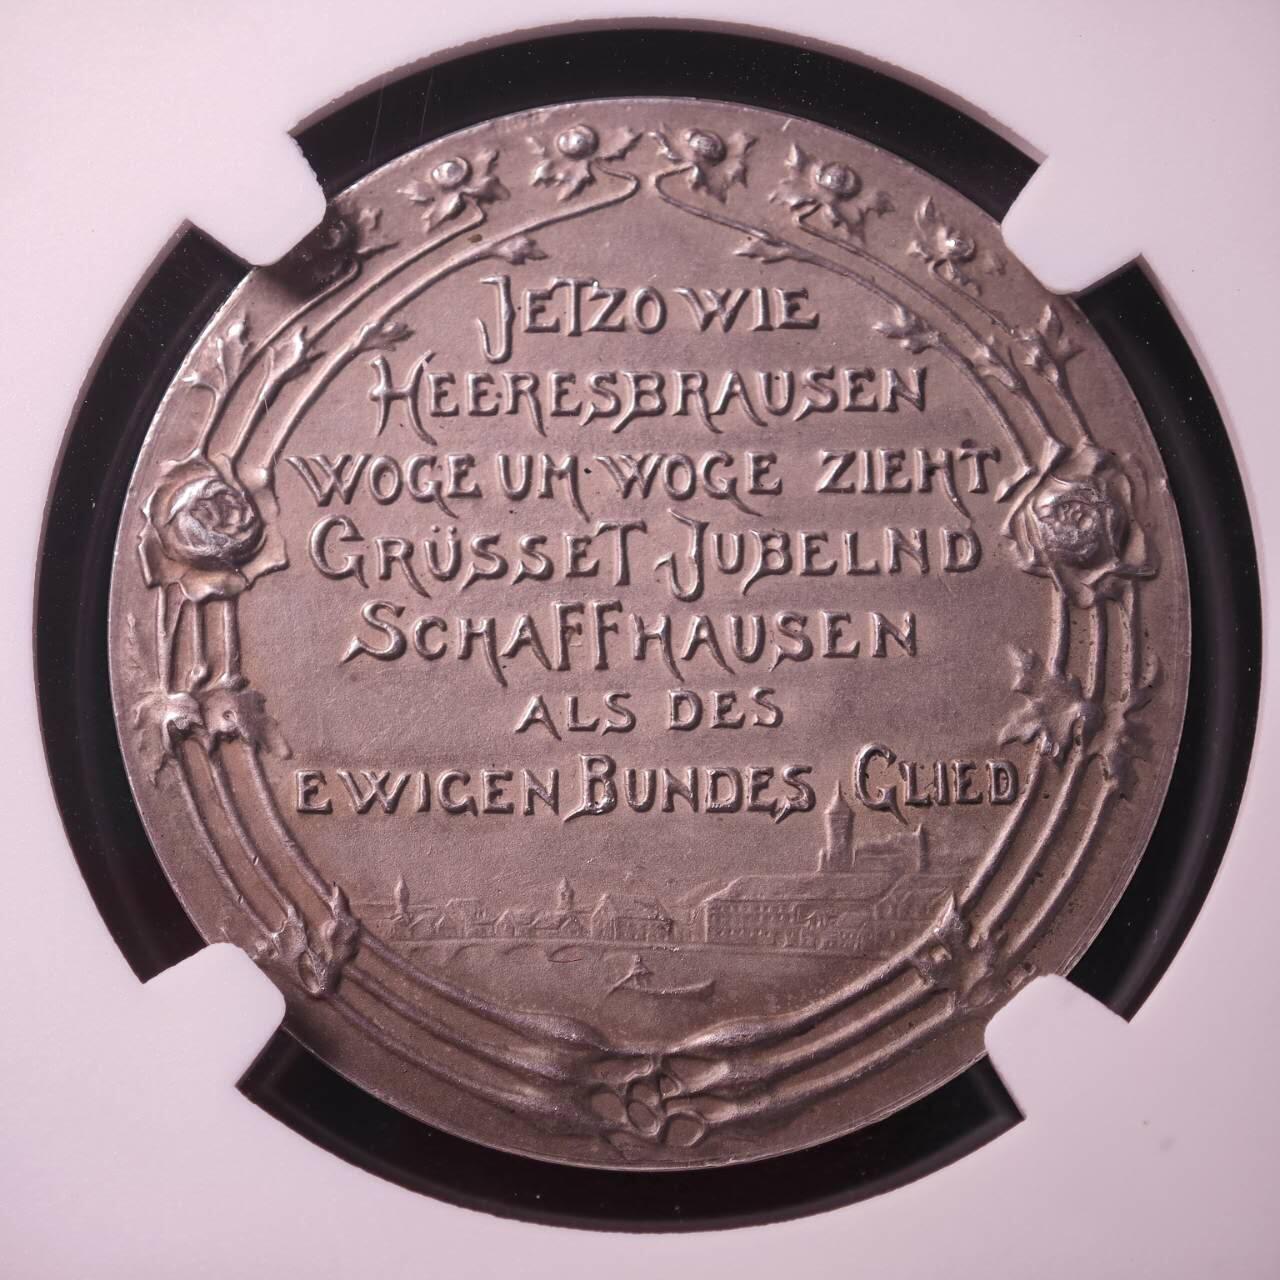 JETZO WIE
HEERESBRAUSEN
WOGE UM WOGE ZIEHT
GRÜSSET JUBELND
SCHAFFHAUSEN
ALS DES
EWIGEN BUNDES GLIED